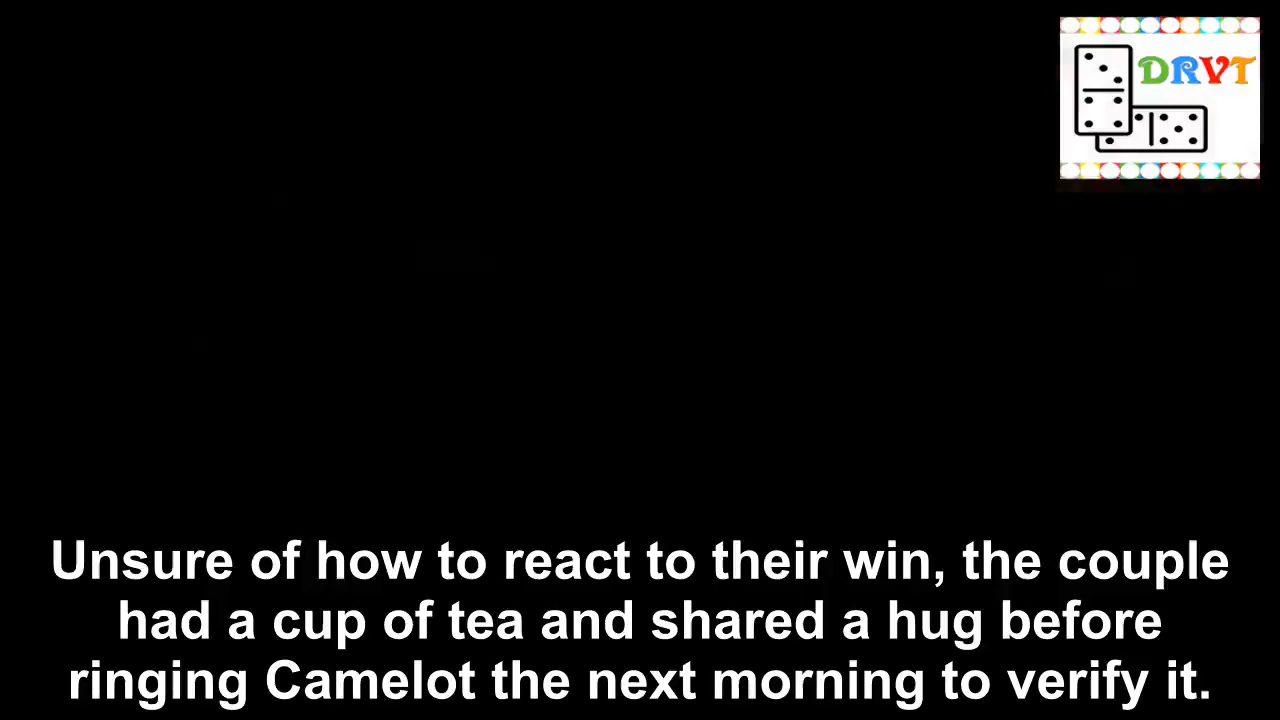 DRVT
Unsure of how to react to their win, the couple
had a cup of tea and shared a hug before
ringing Camelot the next morning to verify it.